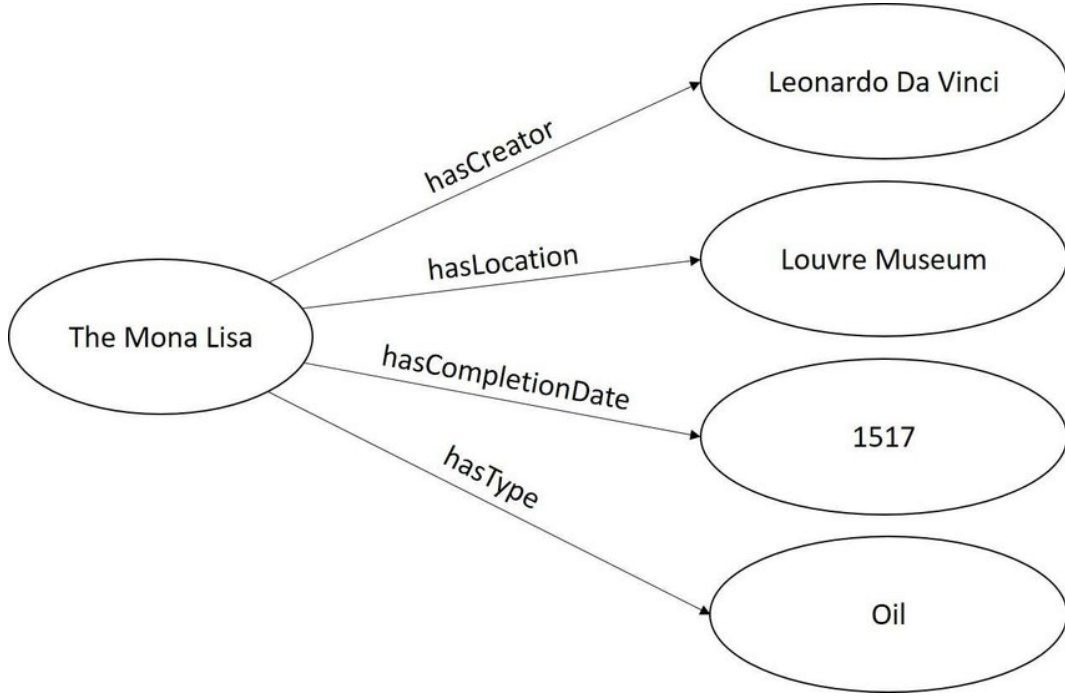 Leonardo Da Vinci
hasCreator
Louvre Museum
hasLocation
The Mona Lisa
hasCompletionDate
1517
hasType
Oil